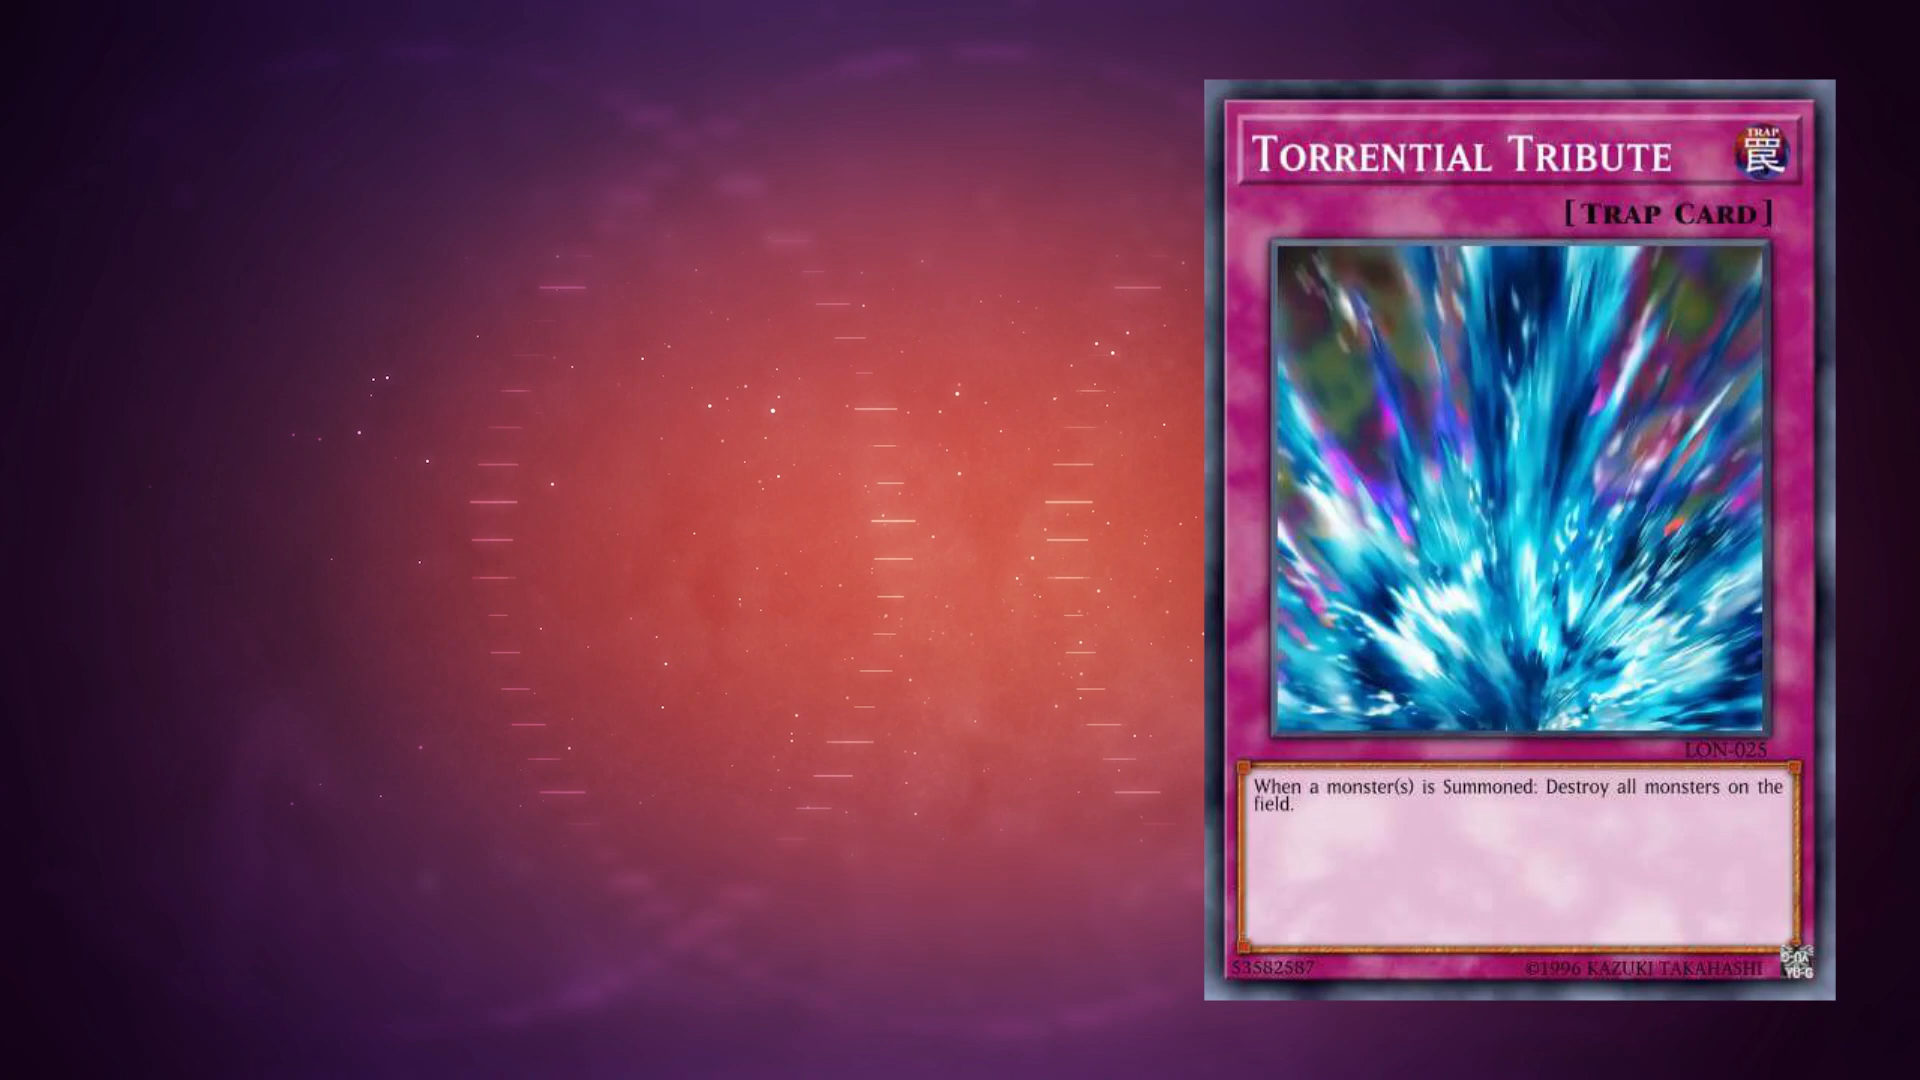 TORRENTIAL TRIBUTE
TRAP
罠
[TRAP CARD]
LON-025
When a monster(s) is Summoned: Destroy all monsters on the
field.
53582587
©1996 KAZUKI TAKAHASHI